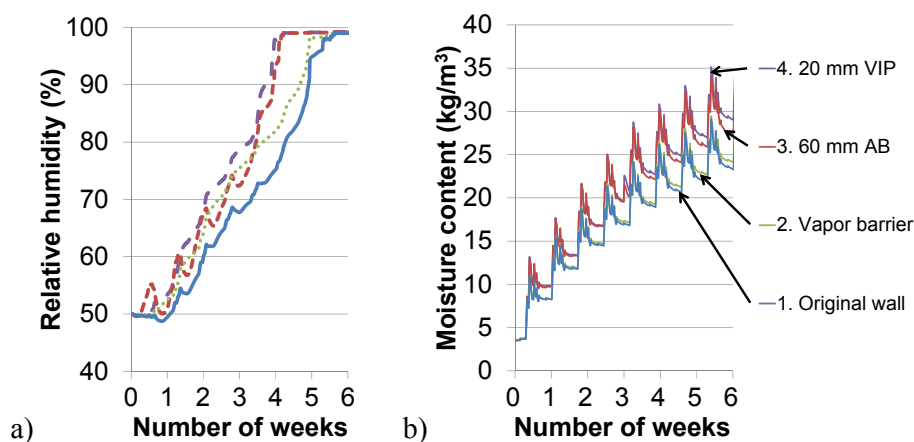 100
90
80
70
60
50
40
Relative humidity (%)
0 1 2 3 4 5 6
Number of weeks
a)
40
35
30
25
20
15
10
5
0
Moisture content (kg/m³)
0 1 2 3 4 5 6
Number of weeks
b)
4. 20 mm VIP
3. 60 mm AB
2. Vapor barrier
1. Original wall